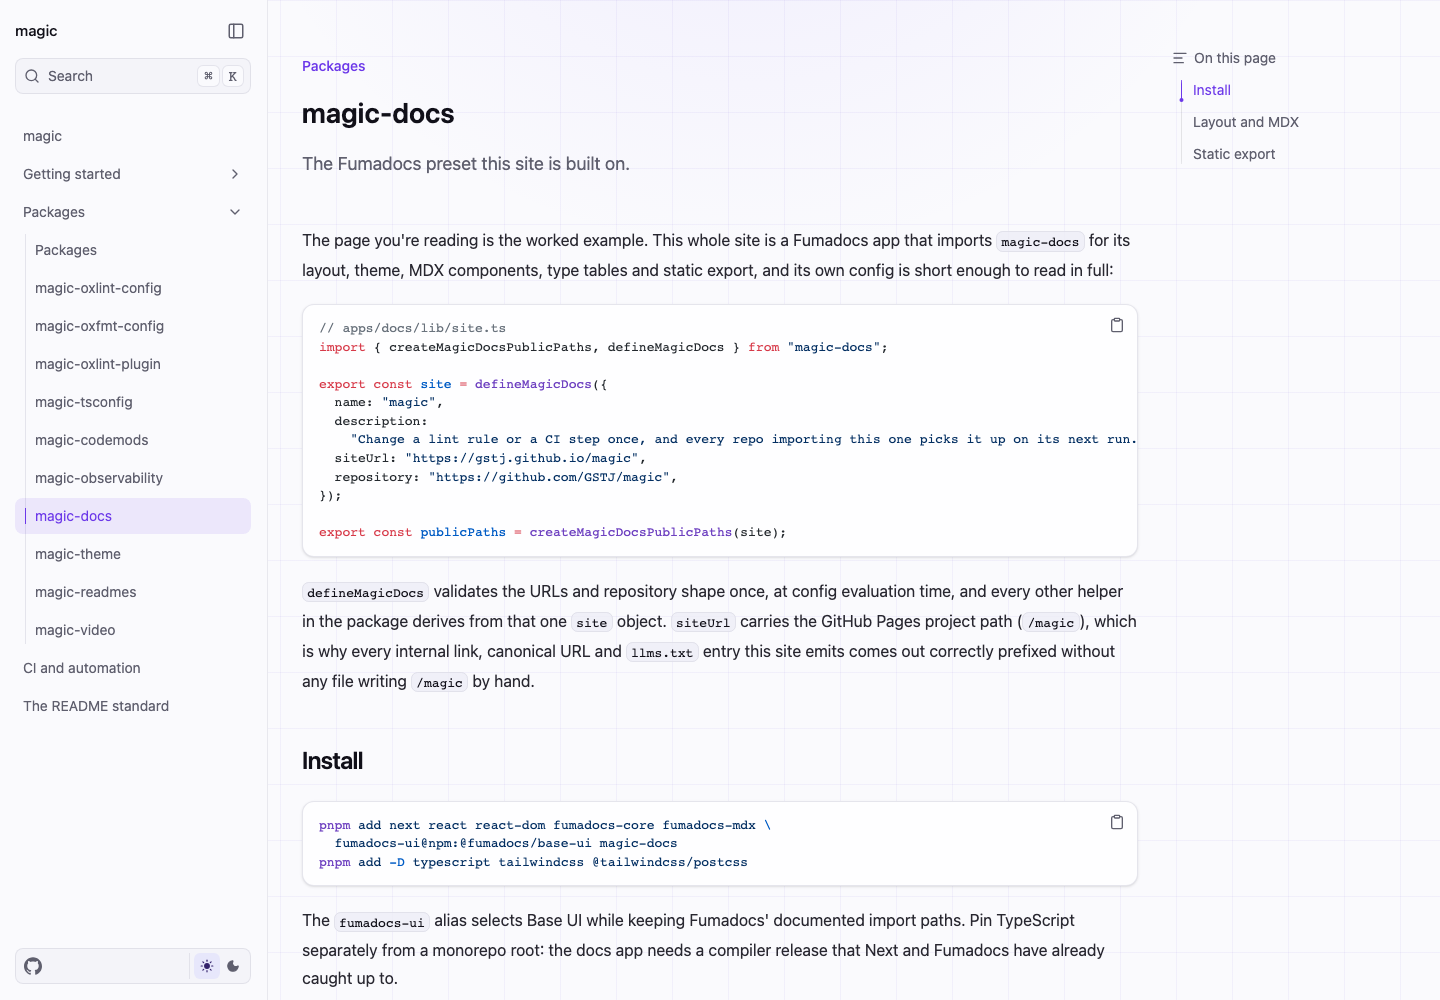 magic
Search
⌘ K
magic
Getting started
Packages
Packages
magic-oxlint-config
magic-oxfmt-config
magic-oxlint-plugin
magic-tsconfig
magic-codemods
magic-observability
magic-docs
magic-theme
magic-readmes
magic-video
CI and automation
The README standard
Packages
magic-docs
The Fumadocs preset this site is built on.
The page you're reading is the worked example. This whole site is a Fumadocs app that imports magic-docs for its
layout, theme, MDX components, type tables and static export, and its own config is short enough to read in full:
// apps/docs/lib/site.ts
import { createMagicDocsPublicPaths, defineMagicDocs } from "magic-docs";
export const site = defineMagicDocs({
name: "magic",
description:
"Change a lint rule or a CI step once, and every repo importing this one picks it up on its next run.
siteUrl: "https://gstj.github.io/magic",
repository: "https://github.com/GSTJ/magic",
});
export const publicPaths = createMagicDocsPublicPaths(site);
defineMagicDocs validates the URLs and repository shape once, at config evaluation time, and every other helper
in the package derives from that one site object. siteUrl carries the GitHub Pages project path ( /magic ), which
is why every internal link, canonical URL and llms.txt entry this site emits comes out correctly prefixed without
any file writing /magic by hand.
Install
pnpm add next react react-dom fumadocs-core fumadocs-mdx \
fumadocs-ui@npm:@fumadocs/base-ui magic-docs
pnpm add -D typescript tailwindcss @tailwindcss/postcss
The fumadocs-ui alias selects Base UI while keeping Fumadocs' documented import paths. Pin TypeScript
separately from a monorepo root: the docs app needs a compiler release that Next and Fumadocs have already
caught up to.
On this page
Install
Layout and MDX
Static export